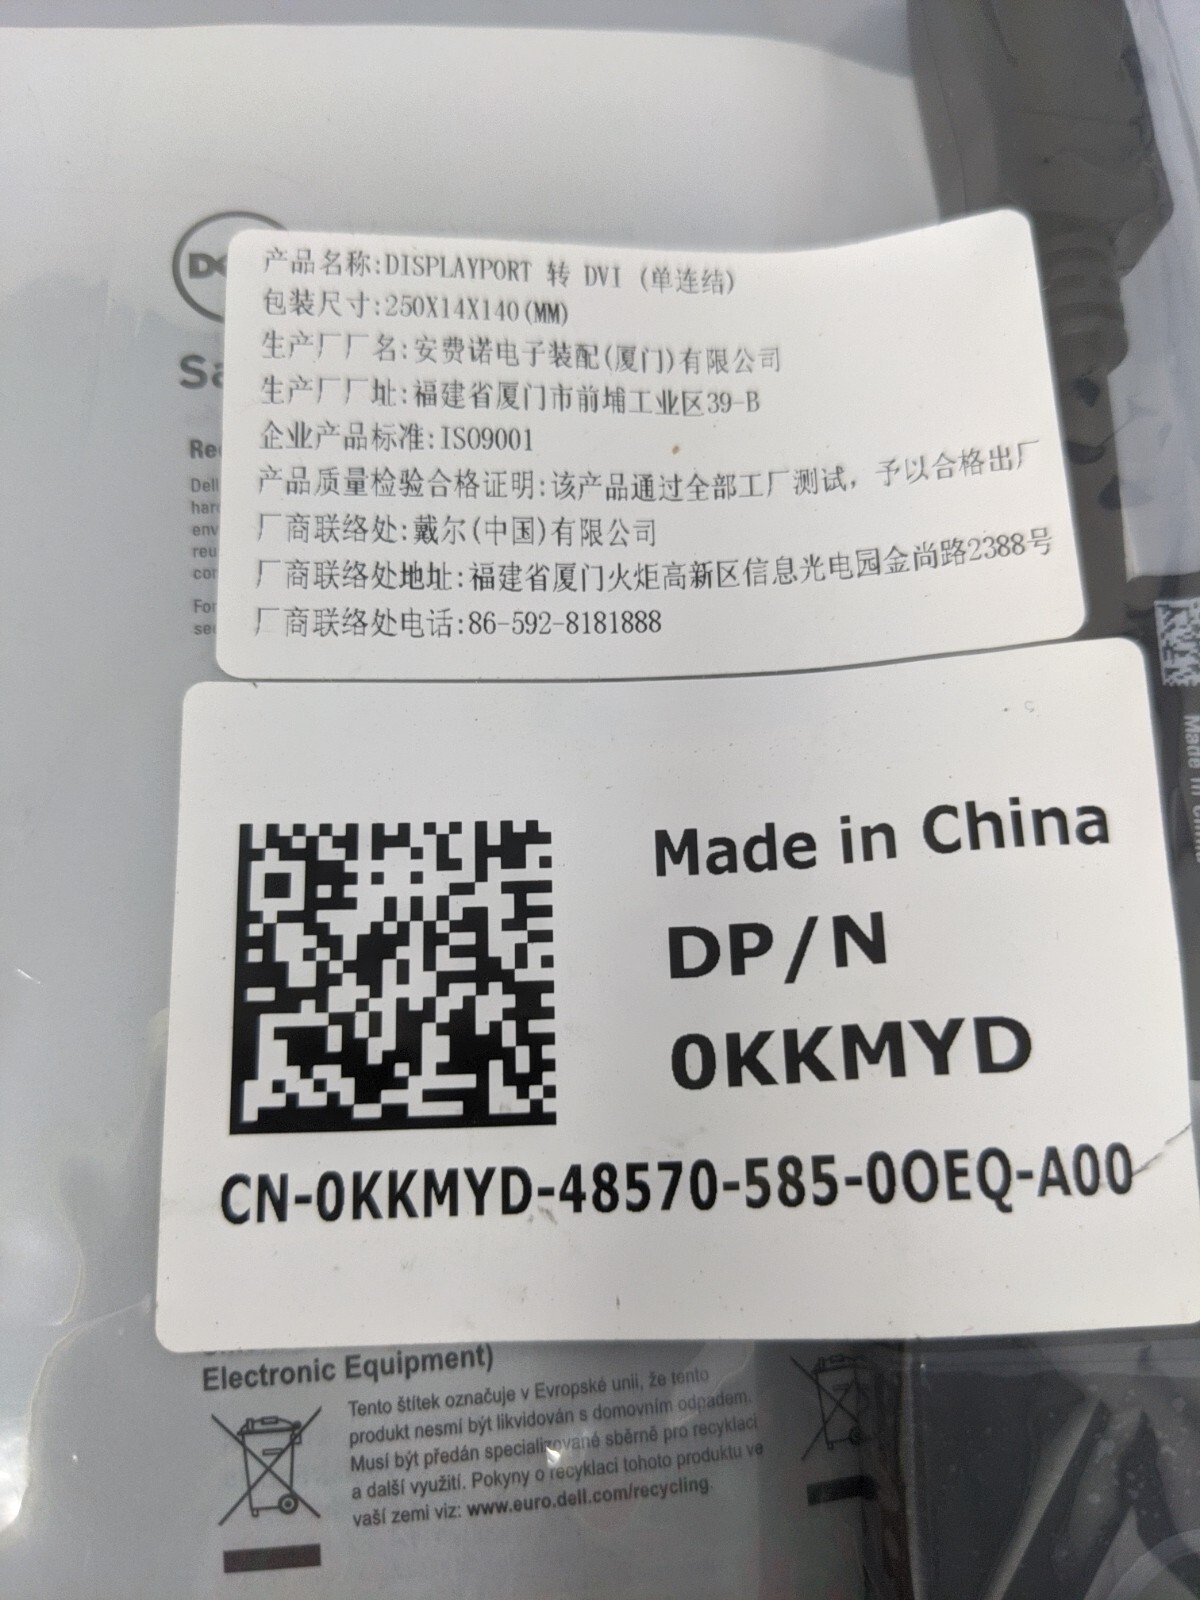 产品名称:DISPLAYPORT 转 DVI (单连结)
包装尺寸:250X14X140(MM)
生产厂厂名:安费诺电子装配(厦门)有限公司
生产厂厂址:福建省厦门市前埔工业区39-B
企业产品标准:ISO9001
产品质量检验合格证明:该产品通过全部工厂测试，予以合格出厂
厂商联络处:戴尔(中国)有限公司
厂商联络处地址:福建省厦门火炬高新区信息光电园金尚路2388号
厂商联络处电话:86-592-8181888
Dell
For
Made in China
DP/N
0KKMYD
CN-0KKMYD-48570-585-0OEQ-A00
Made in
Electronic Equipment)
Tento štítek označuje v Evropské unii, že tento
produkt nesmí být likvidován s domovním odpadem.
Musí být předán specializované sběrně pro recyklaci
a další využití. Pokyny o recyklaci tohoto produktu ve
vaší zemi viz: www.euro.dell.com/recycling.